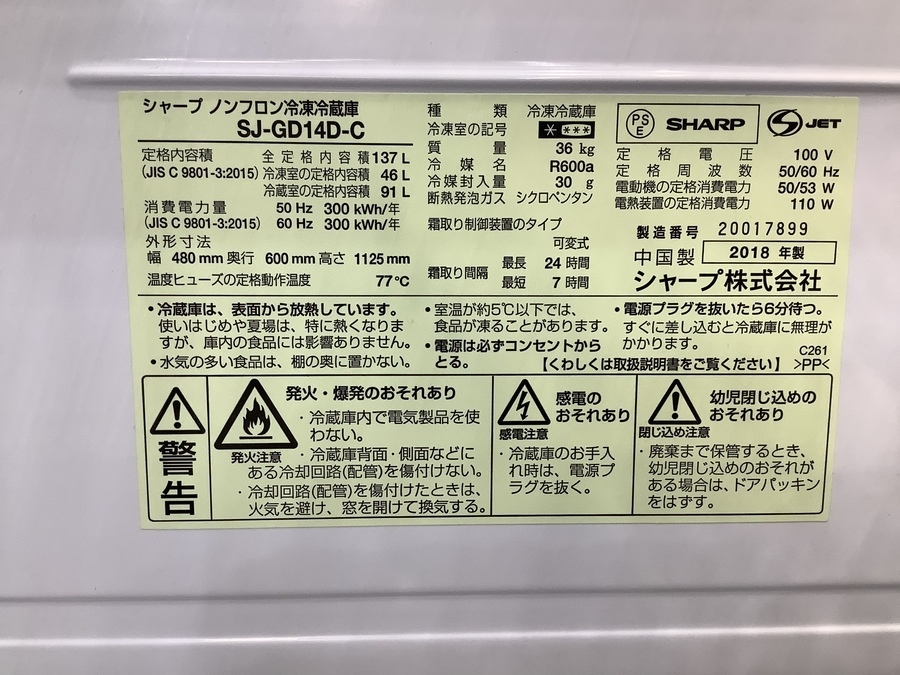 シャープ ノンフロン冷凍冷蔵庫
SJ-GD14D-C
定格内容積 全定格内容積 137 L
(JIS C 9801-3:2015) 冷凍室の定格内容積 46 L
冷蔵室の定格内容積 91 L
消費電力量 50 Hz 300 kWh/年
(JIS C 9801-3:2015) 60 Hz 300 kWh/年
外形寸法
幅 480 mm 奥行 600 mm 高さ 1125 mm
温度ヒューズの定格動作温度 77℃
種類 冷凍冷蔵庫
冷凍室の記号 * ***
質量 36 kg
冷媒名 R600a
冷媒封入量 30 g
断熱発泡ガス シクロペンタン
霜取り制御装置のタイプ
可変式
霜取り間隔 最長 24 時間
最短 7 時間
PS
E
SHARP
S JET
定格電圧 100 V
定格周波数 50/60 Hz
電動機の定格消費電力 50/53 W
電熱装置の定格消費電力 110 W
製造番号 20017899
中国製 2018 年製
シャープ株式会社
・冷蔵庫は、表面から放熱しています。
使いはじめや夏場は、特に熱くなりま
すが、庫内の食品には影響ありません。
・水気の多い食品は、棚の奥に置かない。
・室温が約5℃以下では、
食品が凍ることがあります。
・電源は必ずコンセントから
とる。
・電源プラグを抜いたら6分待つ。
すぐに差し込むと冷蔵庫に無理が
かかります。
C261
【くわしくは取扱説明書をご覧ください】 >PP<
警告
発火・爆発のおそれあり
発火注意
・冷蔵庫内で電気製品を使
わない。
・冷蔵庫背面・側面などに
ある冷却回路(配管)を傷付けない。
・冷却回路(配管)を傷付けたときは、
火気を避け、窓を開けて換気する。
感電の
おそれあり
感電注意
・冷蔵庫のお手入
れ時は、電源プ
ラグを抜く。
幼児閉じ込めの
おそれあり
閉じ込め注意
・廃棄まで保管するとき、
幼児閉じ込めのおそれが
ある場合は、ドアパッキン
をはずす。